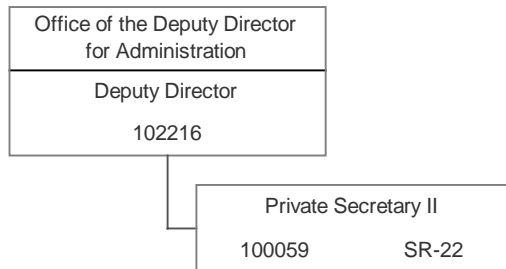 Office of the Deputy Director
for Administration
Deputy Director
102216
Private Secretary II
100059 SR-22